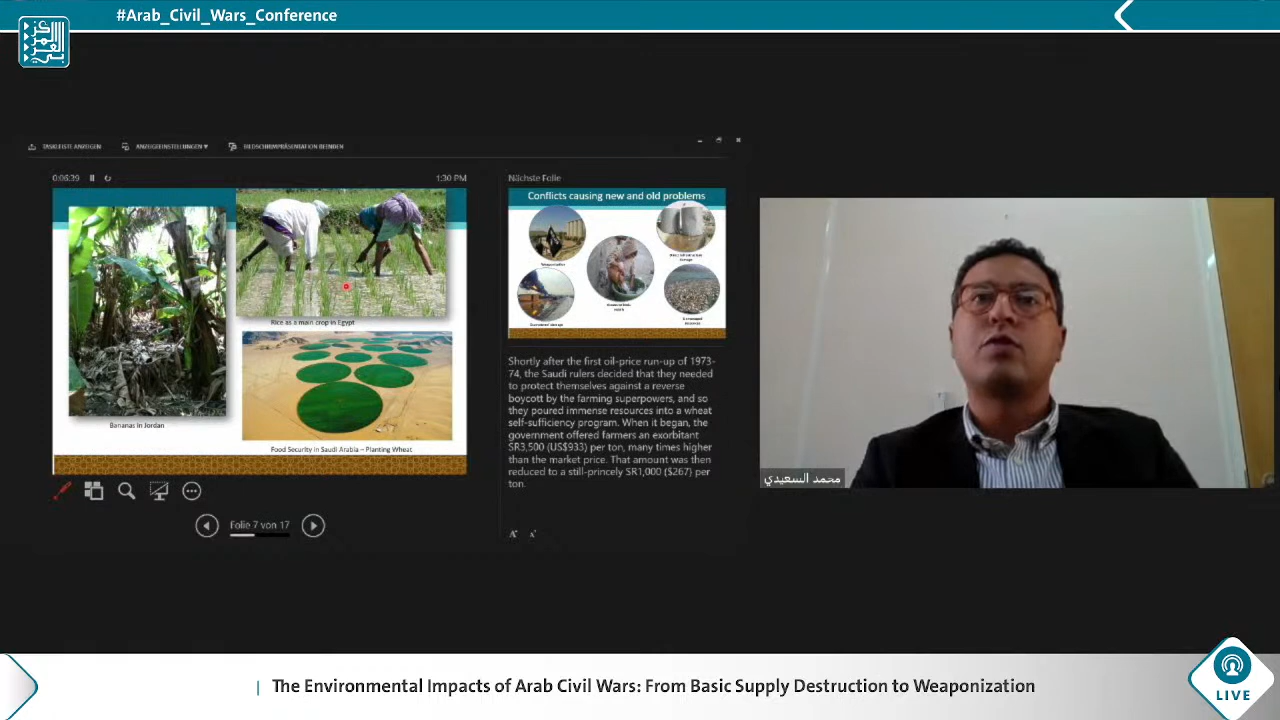 #Arab_Civil_Wars_Conference
TASKLEISTE ANZEIGEN
ANZEIGEEINSTELLUNGEN ▾
BILDSCHIRMPRÄSENTATION BEENDEN
0:06:39
1:30 PM
Bananas in Jordan
Rice as a main crop in Egypt
Food Security in Saudi Arabia – Planting Wheat
Folie 7 von 17
Nächste Folie
Conflicts causing new and old problems
Shortly after the first oil-price run-up of 1973-
74, the Saudi rulers decided that they needed
to protect themselves against a reverse
boycott by the farming superpowers, and so
they poured immense resources into a wheat
self-sufficiency program. When it began, the
government offered farmers an exorbitant
SR3,500 (US$933) per ton, many times higher
than the market price. That amount was then
reduced to a still-princely SR1,000 ($267) per
ton.
محمد السعيدي
The Environmental Impacts of Arab Civil Wars: From Basic Supply Destruction to Weaponization
LIVE